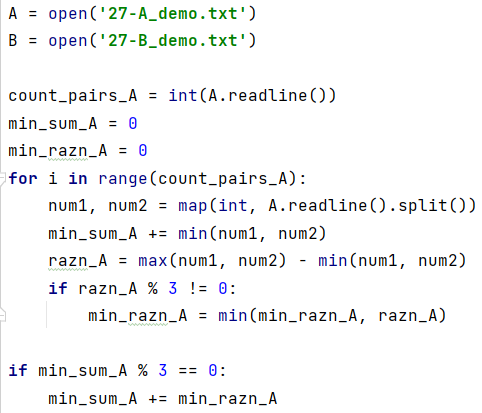 A = open('27-A_demo.txt')
B = open('27-B_demo.txt')

count_pairs_A = int(A.readline())
min_sum_A = 0
min_razn_A = 0
for i in range(count_pairs_A):
    num1, num2 = map(int, A.readline().split())
    min_sum_A += min(num1, num2)
    razn_A = max(num1, num2) - min(num1, num2)
    if razn_A % 3 != 0:
        min_razn_A = min(min_razn_A, razn_A)

if min_sum_A % 3 == 0:
    min_sum_A += min_razn_A